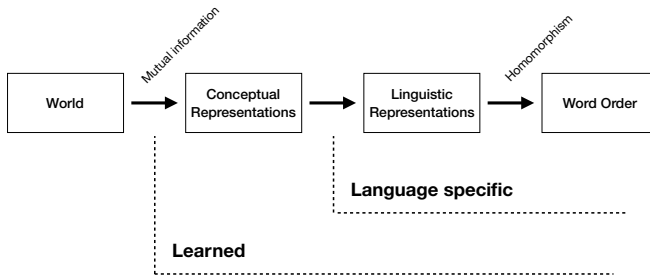 Mutual information
Homomorphism
World
Conceptual
Representations
Linguistic
Representations
Word Order
Language specific
Learned